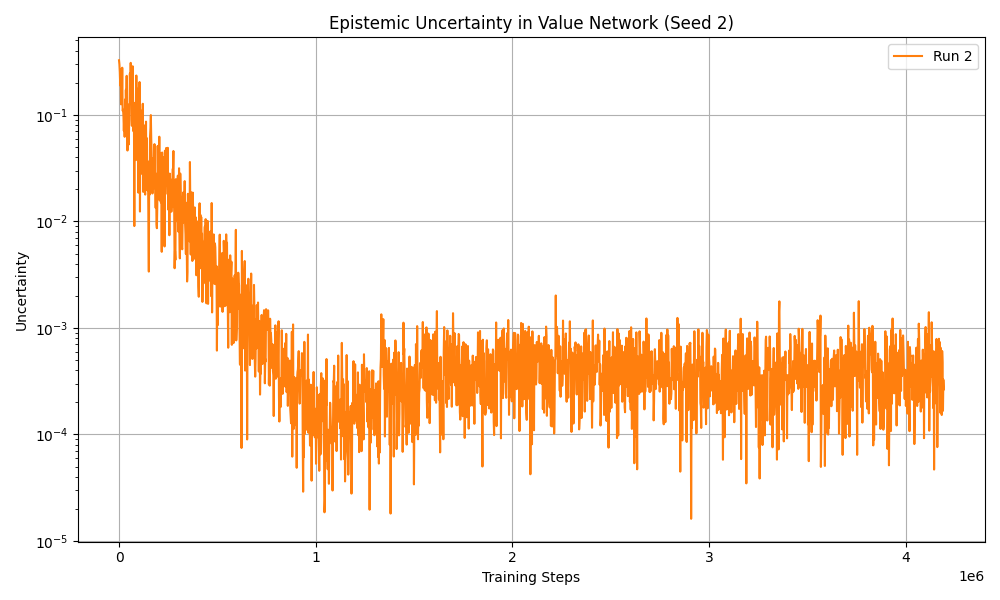 Epistemic Uncertainty in Value Network (Seed 2)
Run 2
Uncertainty
10⁻¹
10⁻²
10⁻³
10⁻⁴
10⁻⁵
0 1 2 3 4
1e6
Training Steps